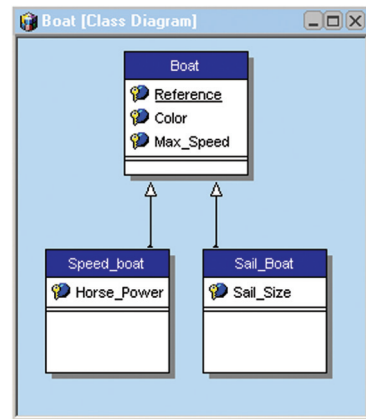 Boat [Class Diagram]
Boat
Reference
Color
Max_Speed
Speed_boat
Horse_Power
Sail_Boat
Sail_Size